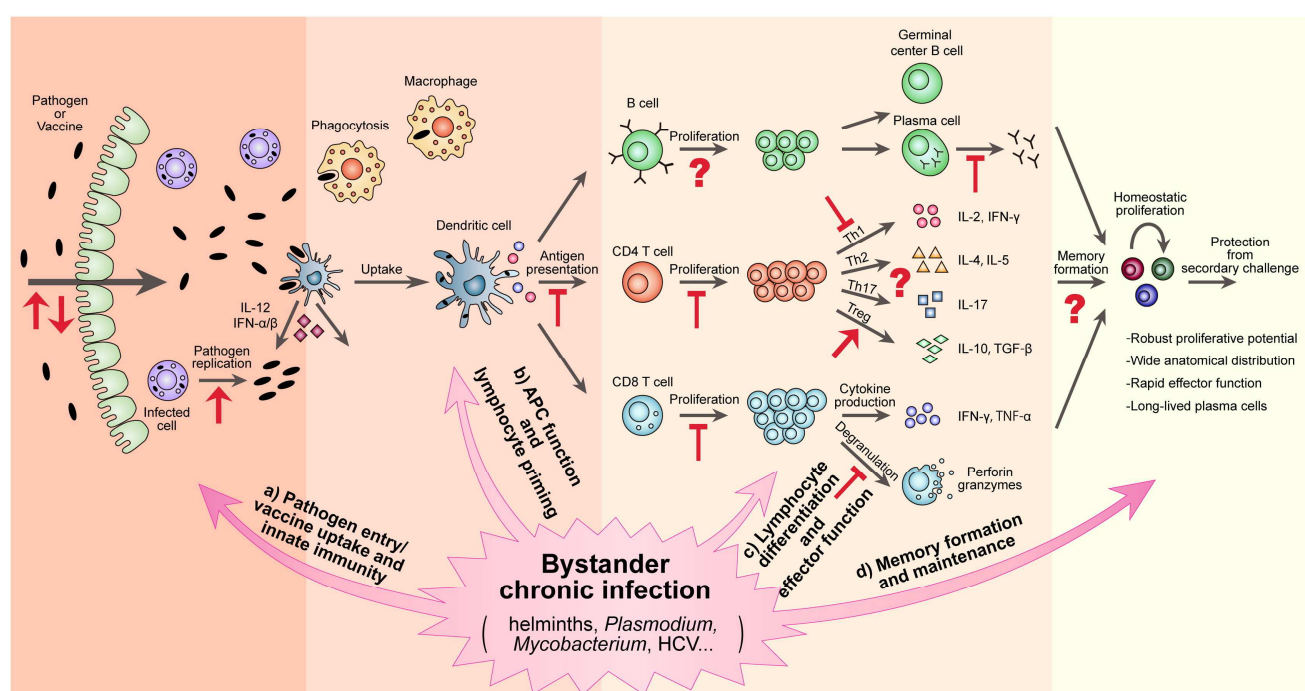 Pathogen
or
Vaccine
Infected
cell
Pathogen
replication
IL-12
IFN-α/β
Phagocytosis
Macrophage
Uptake
Dendritic cell
Antigen
presentation
B cell
Proliferation
?
Germinal
center B cell
Plasma cell
CD4 T cell
Proliferation
Th1
Th2
Th17
Treg
?
IL-2, IFN-γ
IL-4, IL-5
IL-17
IL-10, TGF-β
CD8 T cell
Proliferation
Cytokine
production
Degranulation
IFN-γ, TNF-α
Perforin
granzymes
Memory
formation
?
Homeostatic
proliferation
Protection
from
secordary challenge
-Robust proliferative potential
-Wide anatomical distribution
-Rapid effector function
-Long-lived plasma cells
a) Pathogen entry/
vaccine uptake and
innate immunity
b) APC function
and
lymphocyte priming
c) Lymphocyte
differentiation
and
effector function
d) Memory formation
and maintenance
Bystander
chronic infection
( helminths, Plasmodium,
Mycobacterium, HCV... )